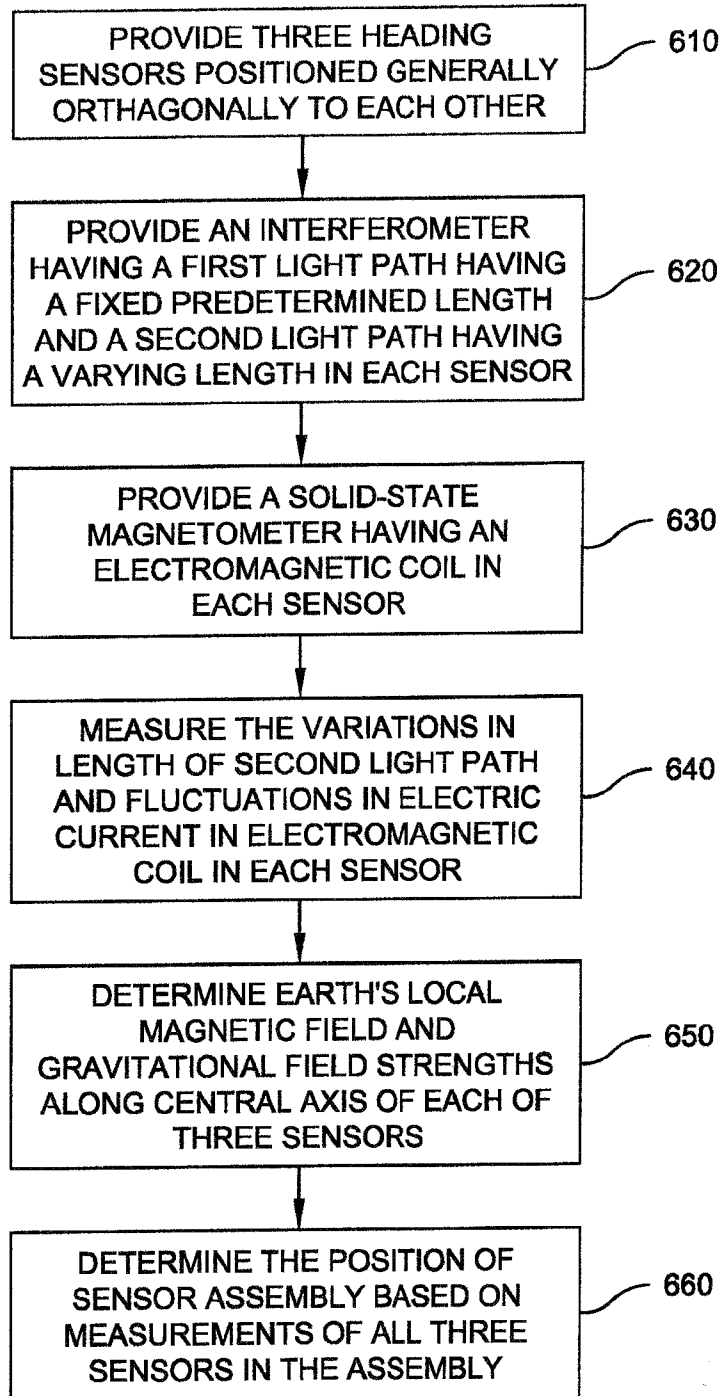 PROVIDE THREE HEADING
SENSORS POSITIONED GENERALLY
ORTHAGONALLY TO EACH OTHER
610
PROVIDE AN INTERFEROMETER
HAVING A FIRST LIGHT PATH HAVING
A FIXED PREDETERMINED LENGTH
AND A SECOND LIGHT PATH HAVING
A VARYING LENGTH IN EACH SENSOR
620
PROVIDE A SOLID-STATE
MAGNETOMETER HAVING AN
ELECTROMAGNETIC COIL IN
EACH SENSOR
630
MEASURE THE VARIATIONS IN
LENGTH OF SECOND LIGHT PATH
AND FLUCTUATIONS IN ELECTRIC
CURRENT IN ELECTROMAGNETIC
COIL IN EACH SENSOR
640
DETERMINE EARTH'S LOCAL
MAGNETIC FIELD AND
GRAVITATIONAL FIELD STRENGTHS
ALONG CENTRAL AXIS OF EACH OF
THREE SENSORS
650
DETERMINE THE POSITION OF
SENSOR ASSEMBLY BASED ON
MEASUREMENTS OF ALL THREE
SENSORS IN THE ASSEMBLY
660